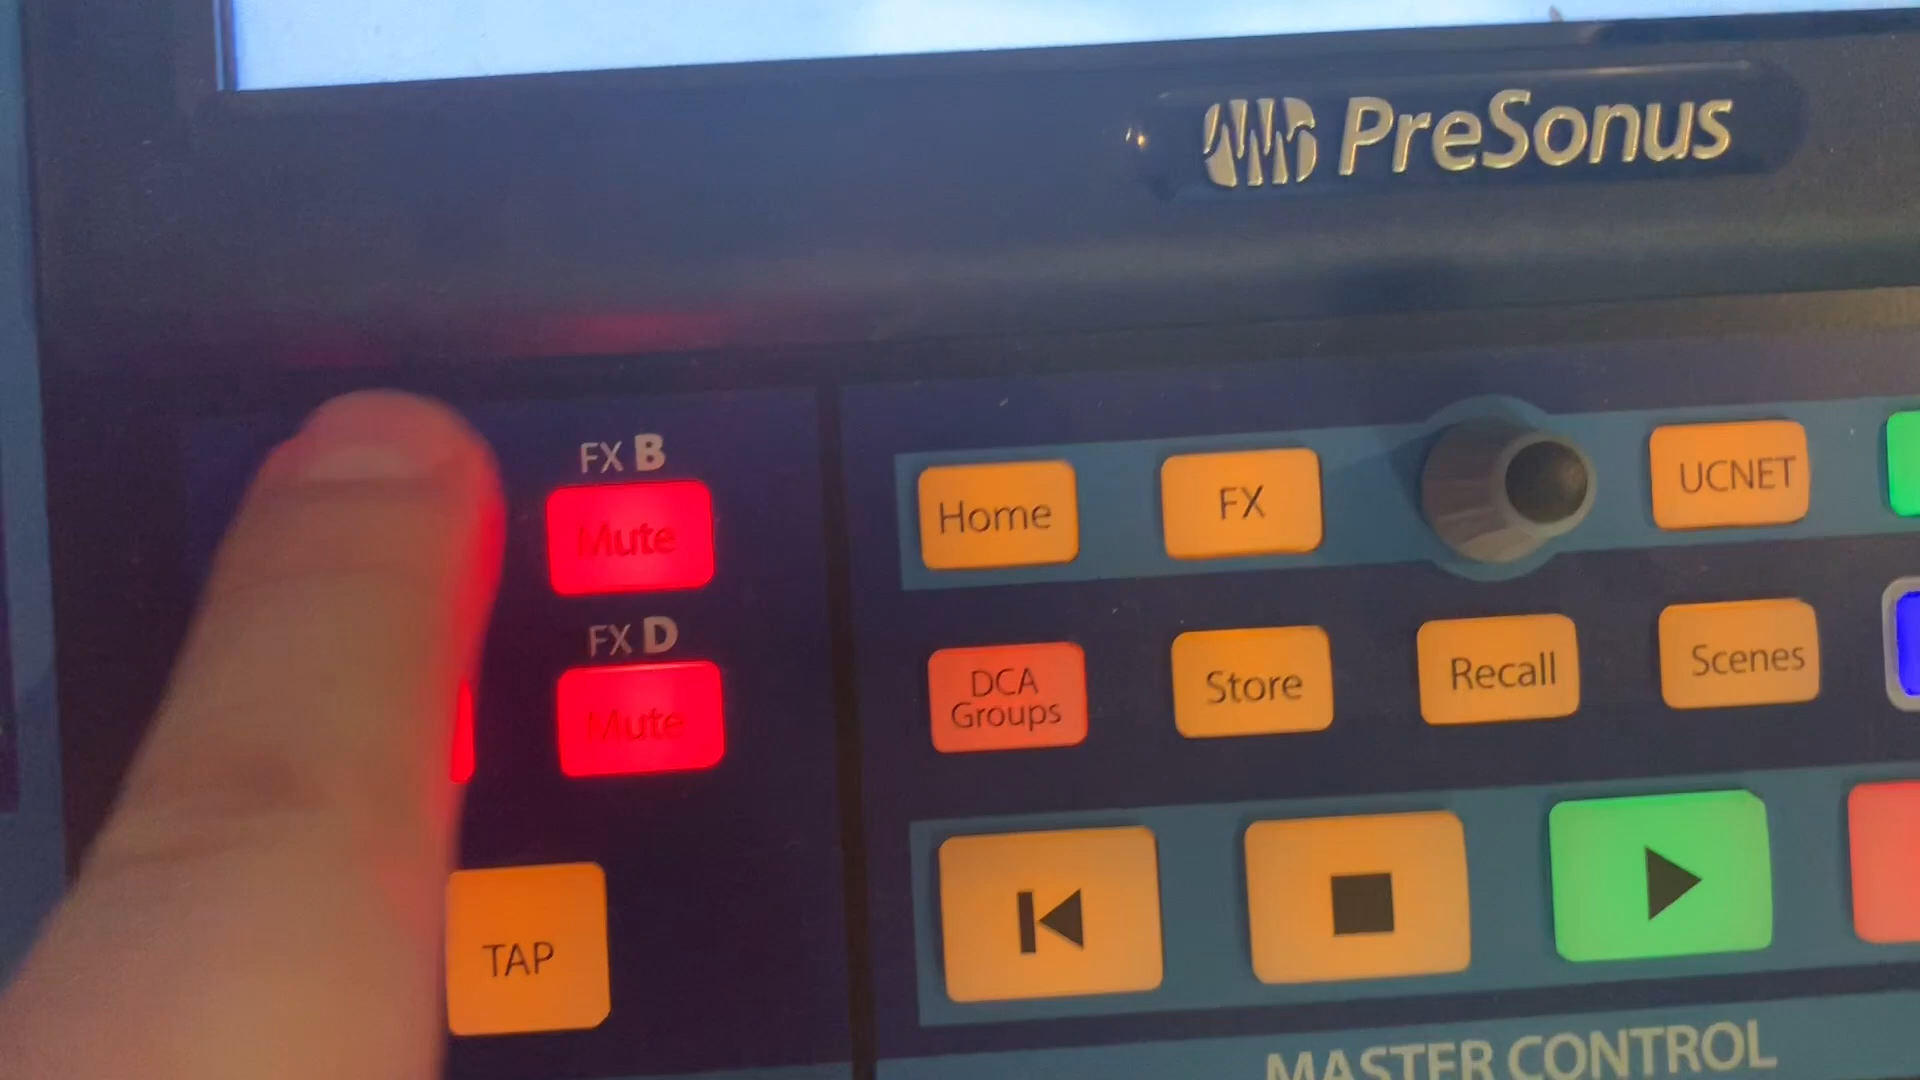 PreSonus
FX B
Mute
FX D
Mute
TAP
Home
FX
UCNET
DCA
Groups
Store
Recall
Scenes
MASTER CONTROL